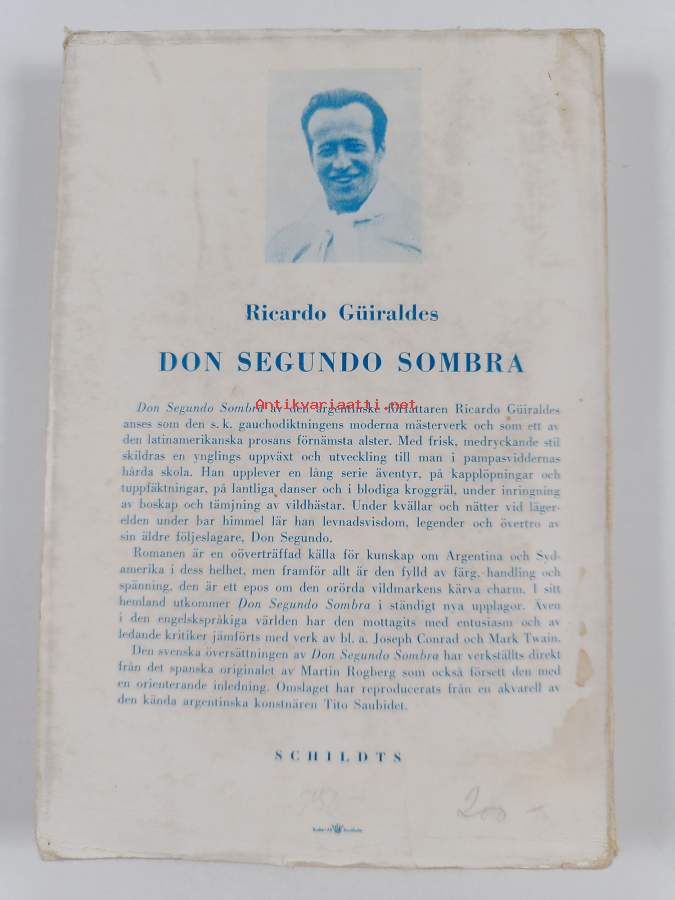 Ricardo Güiraldes
DON SEGUNDO SOMBRA
Antikvariaatti.net
Don Segundo Sombra av den argentinske författaren Ricardo Güiraldes
anses som den s. k. gauchodiktningens moderna mästerverk och som ett av
den latinamerikanska prosans förnämsta alster. Med frisk, medryckande stil
skildras en ynglings uppväxt och utveckling till man i pampasviddernas
hårda skola. Han upplever en lång serie äventyr, på kapplöpningar och
tuppfäktningar, på lantliga danser och i blodiga kroggräl, under inringning
av boskap och tämjning av vildhästar. Under kvällar och nätter vid läger-
elden under bar himmel lär han levnadsvisdom, legender och övertro av
sin äldre följeslagare, Don Segundo.
Romanen är en oöverträffad källa för kunskap om Argentina och Syd-
amerika i dess helhet, men framför allt är den fylld av färg, handling och
spänning, den är ett epos om den orörda vildmarkens kärva charm. I sitt
hemland utkommer Don Segundo Sombra i ständigt nya upplagor. Även
i den engelskspråkiga världen har den mottagits med entusiasm och av
ledande kritiker jämförts med verk av bl. a. Joseph Conrad och Mark Twain.
Den svenska översättningen av Don Segundo Sombra har verkställts direkt
från det spanska originalet av Martin Rogberg som också försett den med
en orienterande inledning. Omslaget har reproducerats från en akvarell av
den kända argentinska konstnären Tito Saubidet.
SCHILDTS
200 -